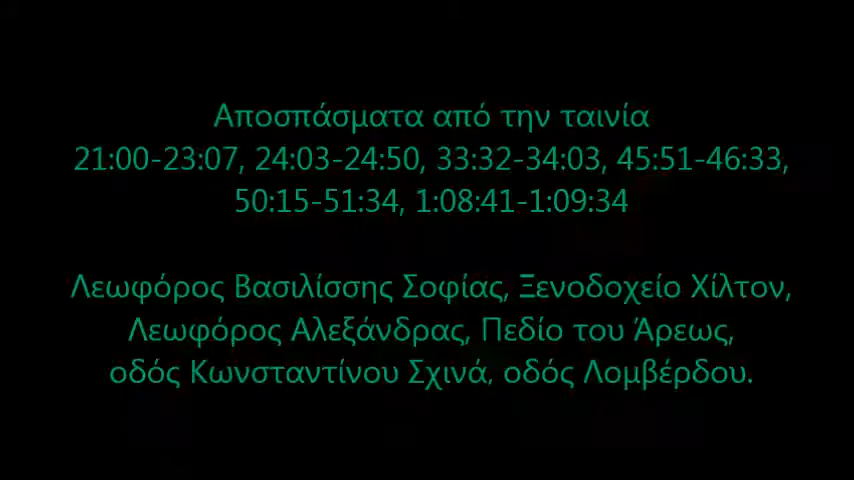 Αποσπάσματα από την ταινία
21:00-23:07, 24:03-24:50, 33:32-34:03, 45:51-46:33,
50:15-51:34, 1:08:41-1:09:34
Λεωφόρος Βασιλίσσης Σοφίας, Ξενοδοχείο Χίλτον,
Λεωφόρος Αλεξάνδρας, Πεδίο του Άρεως,
οδός Κωνσταντίνου Σχινά, οδός Λομβέρδου.